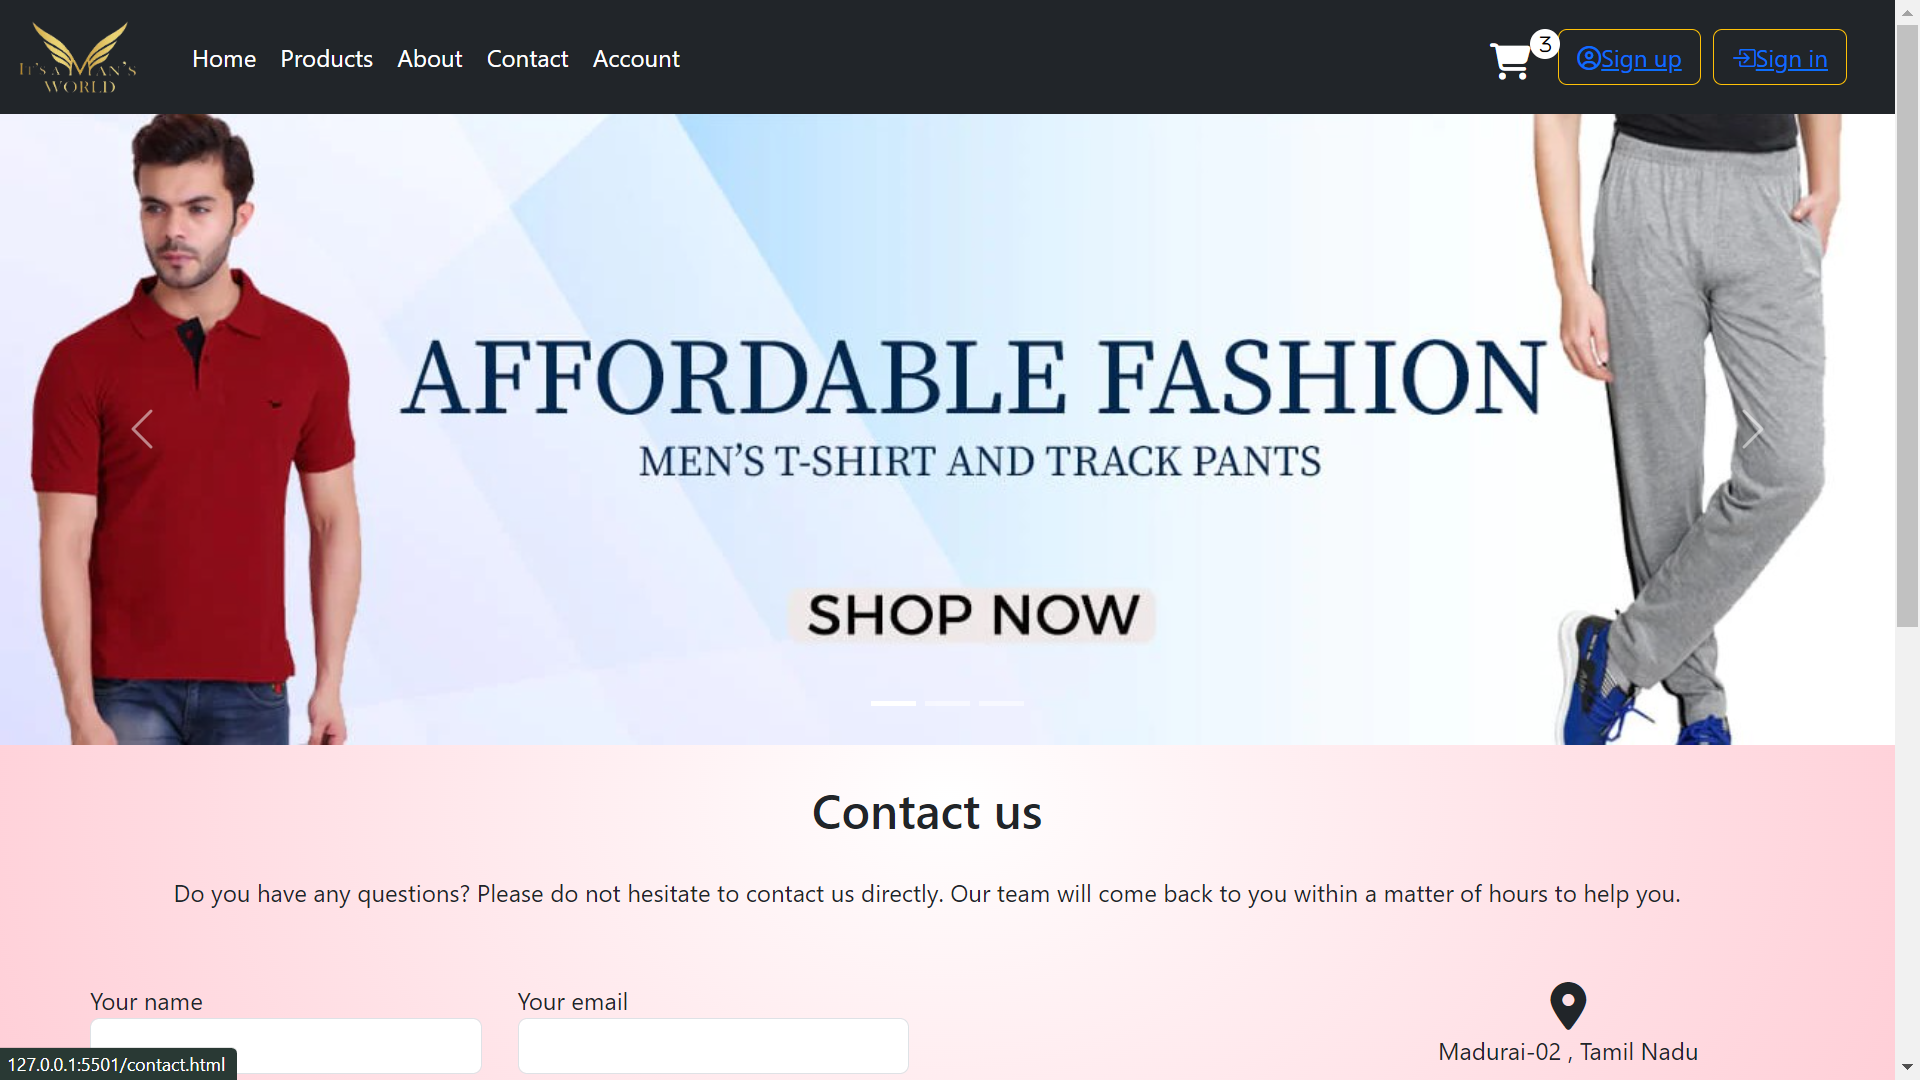 IT'S A MAN'S
WORLD
Home Products About Contact Account
3
Sign up
Sign in
AFFORDABLE FASHION
MEN’S T-SHIRT AND TRACK PANTS
SHOP NOW
Contact us
Do you have any questions? Please do not hesitate to contact us directly. Our team will come back to you within a matter of hours to help you.
Your name
Your email
Madurai-02 , Tamil Nadu
127.0.0.1:5501/contact.html